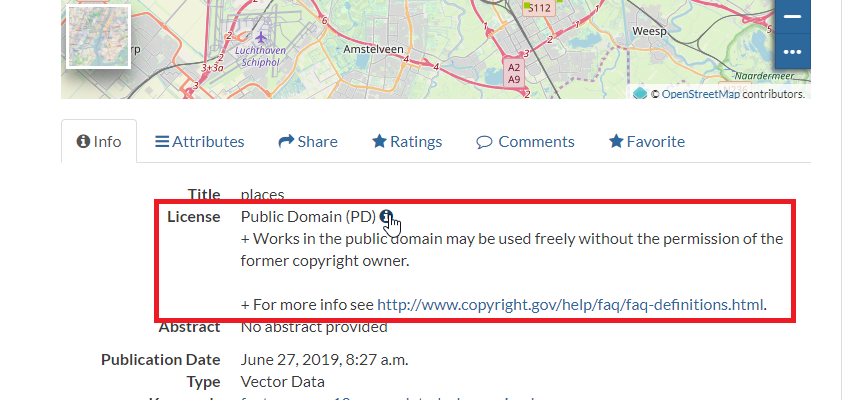 S112
rp
Luchthaven
Schiphol
Amstelveen
Weesp
3+3a
A2
A9
Naardermeer
© OpenStreetMap contributors.
Info Attributes Share Ratings Comments Favorite
Title places
License Public Domain (PD)
+ Works in the public domain may be used freely without the permission of the
former copyright owner.
+ For more info see http://www.copyright.gov/help/faq/faq-definitions.html.
Abstract No abstract provided
Publication Date June 27, 2019, 8:27 a.m.
Type Vector Data